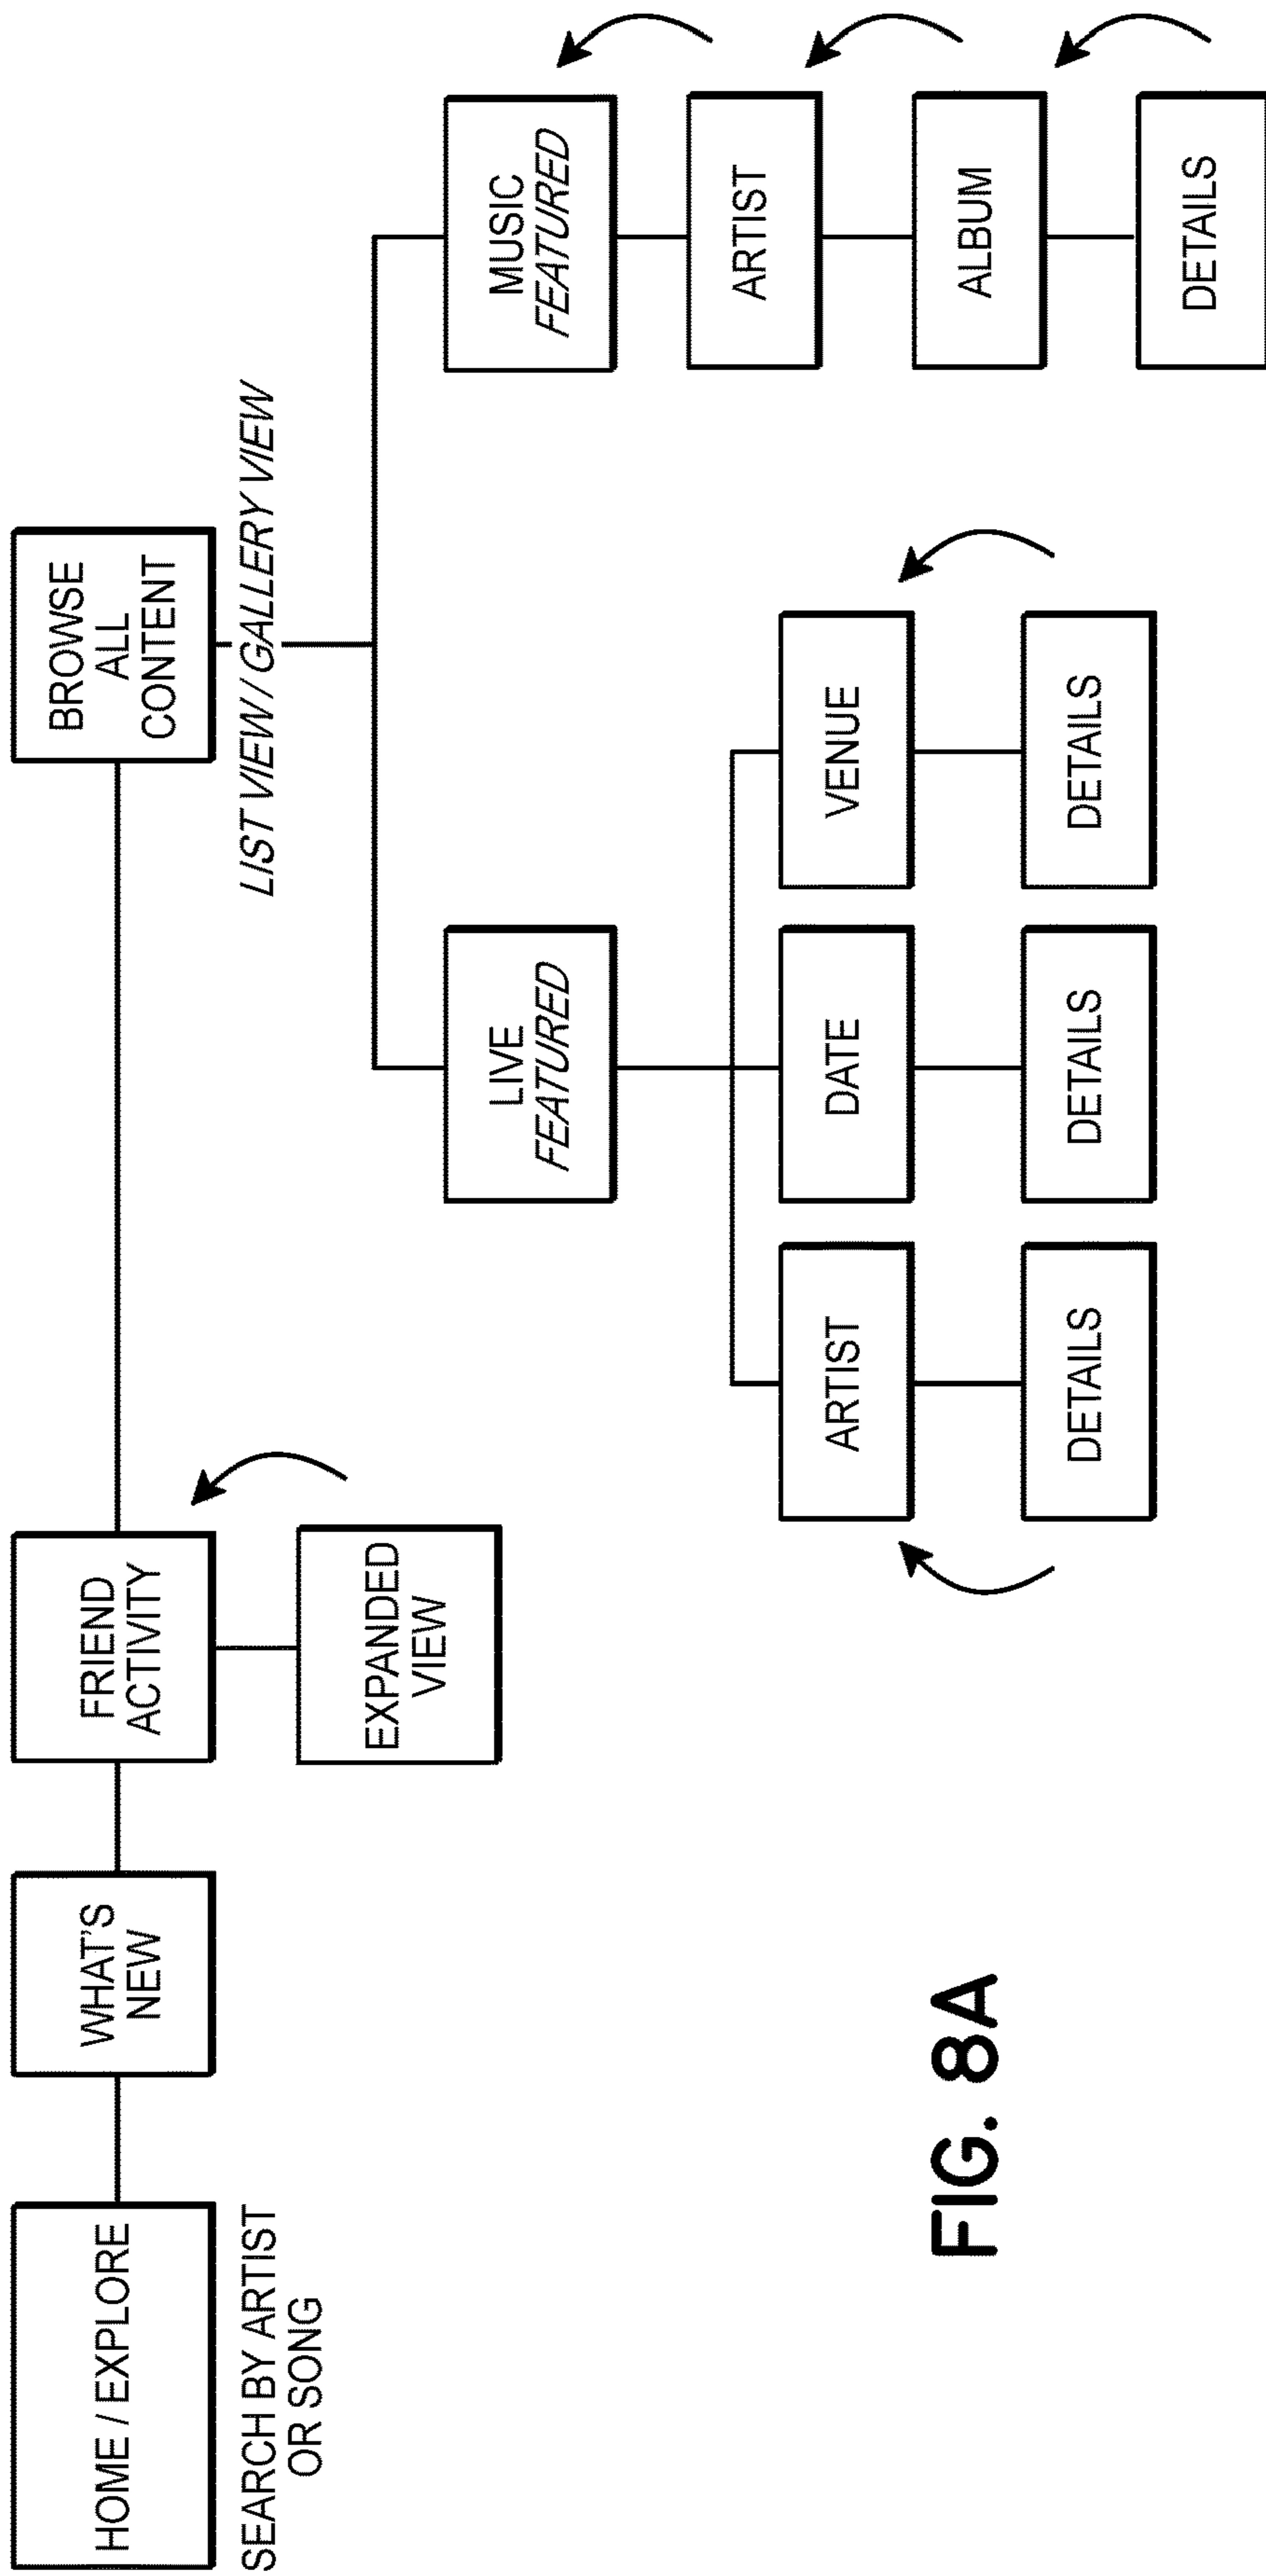 HOME / EXPLORE
SEARCH BY ARTIST
OR SONG
WHAT'S
NEW
FRIEND
ACTIVITY
EXPANDED
VIEW
BROWSE
ALL
CONTENT
LIST VIEW / GALLERY VIEW
LIVE
FEATURED
MUSIC
FEATURED
ARTIST
DATE
VENUE
DETAILS
DETAILS
DETAILS
ARTIST
ALBUM
DETAILS
FIG. 8A